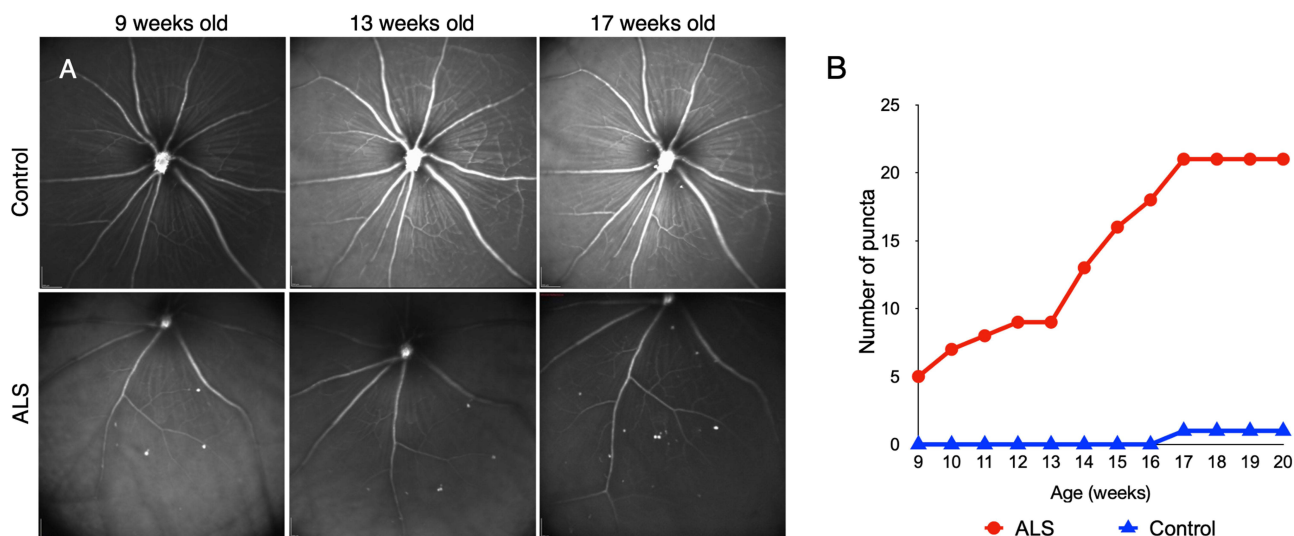 9 weeks old 13 weeks old 17 weeks old
A
Control
ALS
B
Number of puncta
25
20
15
10
5
0
9 10 11 12 13 14 15 16 17 18 19 20
Age (weeks)
ALS Control